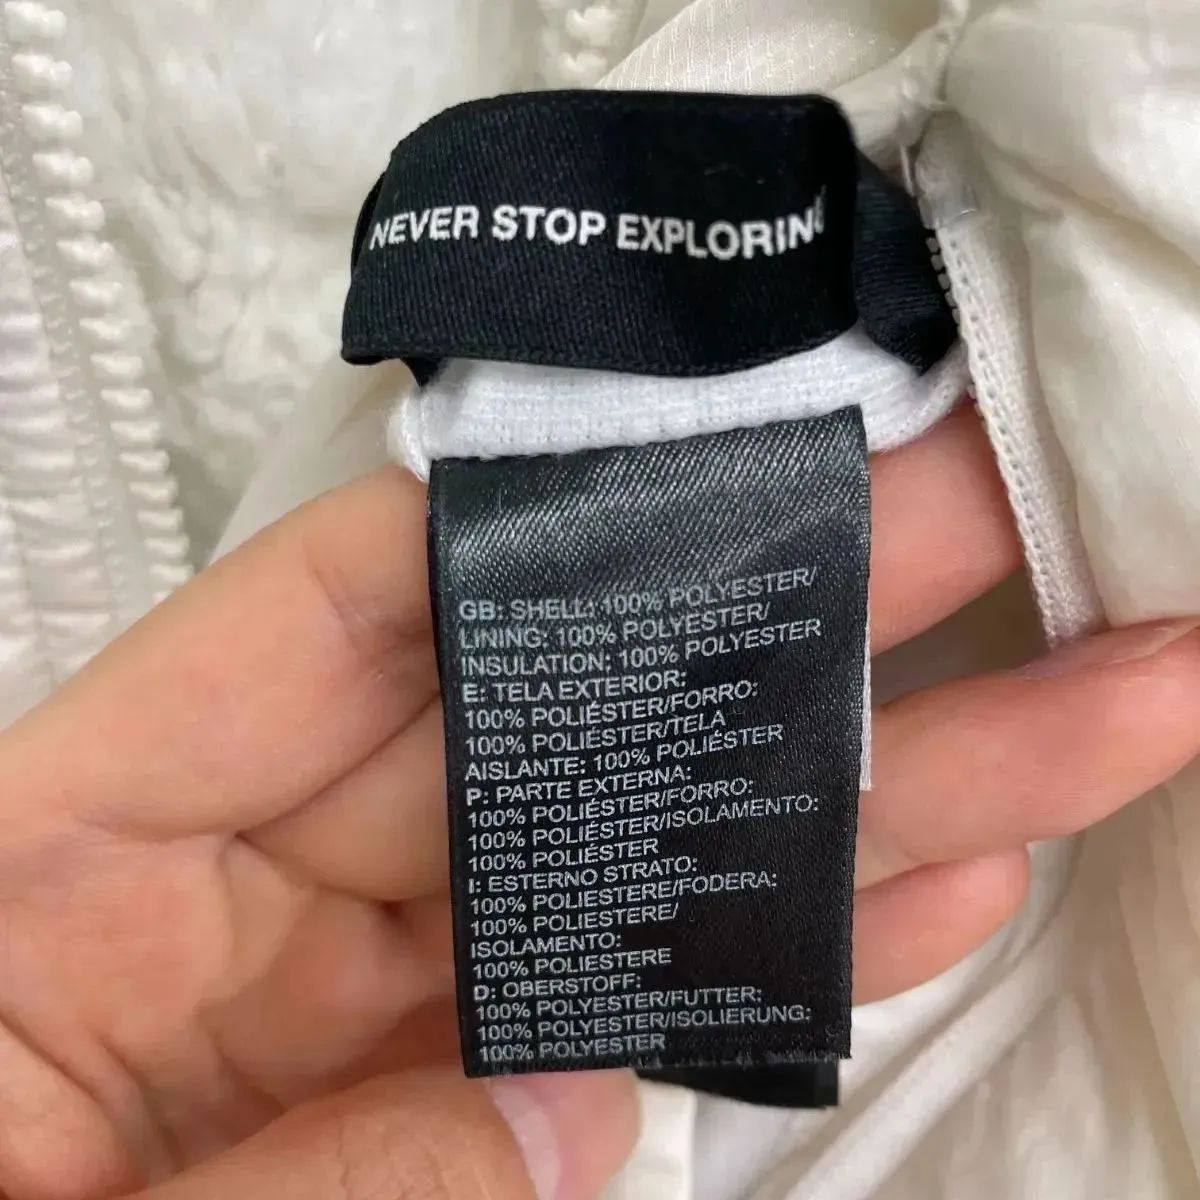 NEVER STOP EXPLORING
GB: SHELL: 100% POLYESTER/
LINING: 100% POLYESTER/
INSULATION: 100% POLYESTER
E: TELA EXTERIOR:
100% POLIÉSTER/FORRO:
100% POLIÉSTER/TELA
AISLANTE: 100% POLIÉSTER
P: PARTE EXTERNA:
100% POLIÉSTER/FORRO:
100% POLIÉSTER/ISOLAMENTO:
100% POLIÉSTER
I: ESTERNO STRATO:
100% POLIESTERE/FODERA:
100% POLIESTERE/
ISOLAMENTO:
100% POLIESTERE
D: OBERSTOFF:
100% POLYESTER/FUTTER:
100% POLYESTER/ISOLIERUNG:
100% POLYESTER